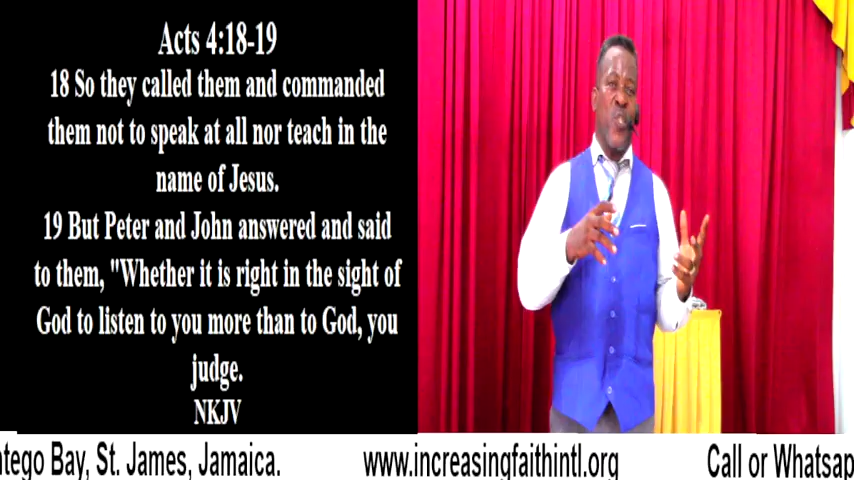 Acts 4:18-19
18 So they called them and commanded
them not to speak at all nor teach in the
name of Jesus.
19 But Peter and John answered and said
to them, "Whether it is right in the sight of
God to listen to you more than to God, you
judge.
NKJV
ntego Bay, St. James, Jamaica. www.increasingfaithintl.org Call or Whatsap